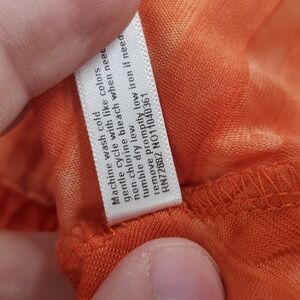 Machine wash cold
gentle cycle with like colors
non-chlorine bleach when need
tumble dry low
remove promptly low iron if need